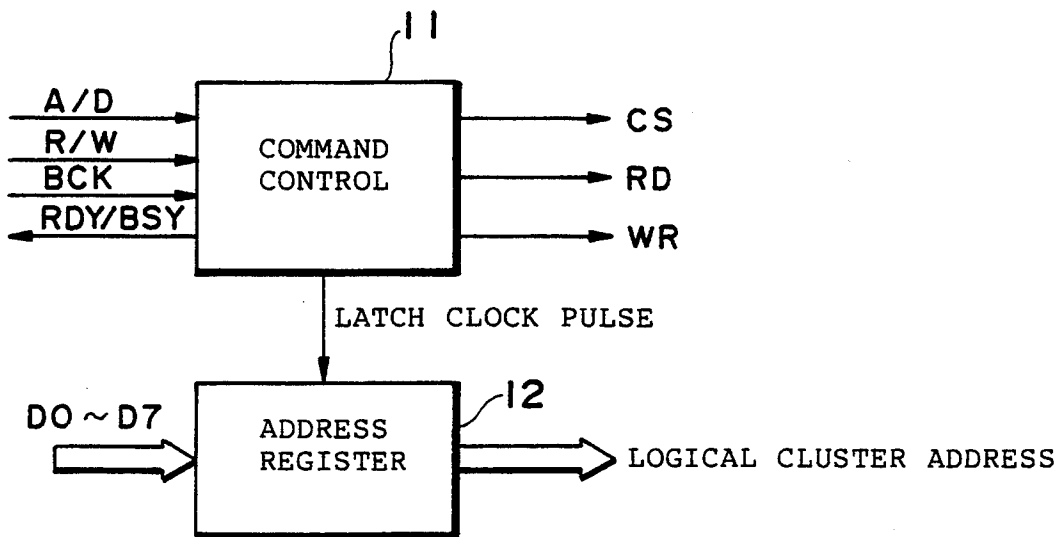 11
A/D
R/W
BCK
RDY/BSY
COMMAND
CONTROL
CS
RD
WR
LATCH CLOCK PULSE
12
D0~D7
ADDRESS
REGISTER
LOGICAL CLUSTER ADDRESS